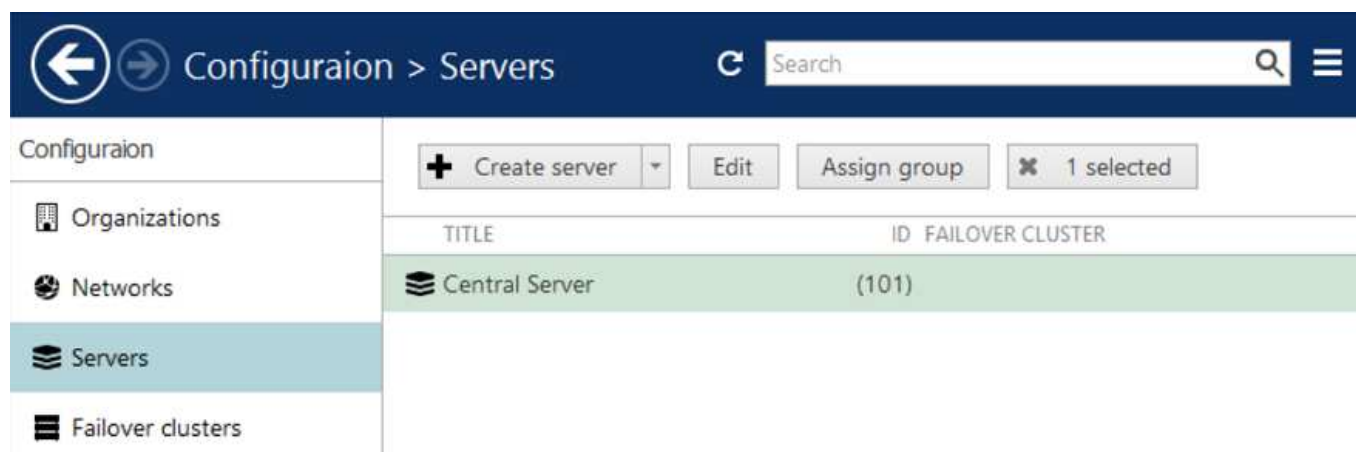 Configuraion > Servers
Search
Configuraion
Create server
Edit
Assign group
1 selected
Organizations
Networks
Servers
Failover clusters
TITLE ID FAILOVER CLUSTER
Central Server (101)